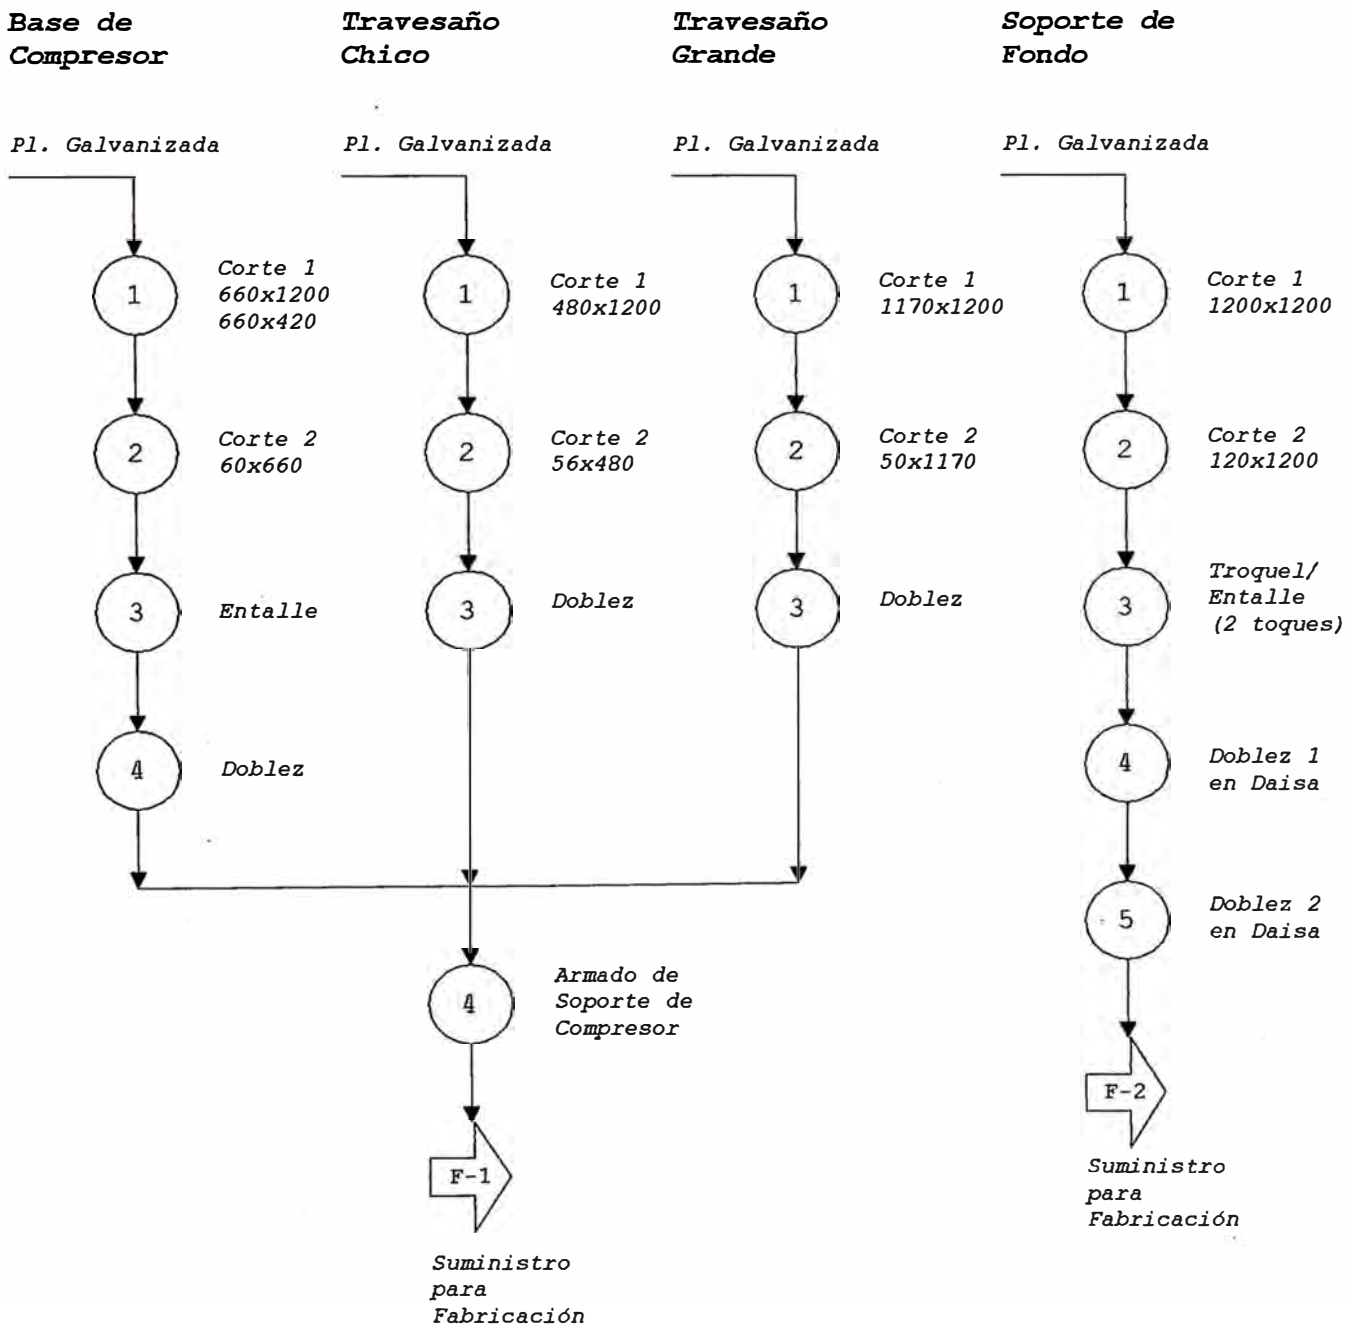 Base de
Compresor
Travesaño
Chico
Travesaño
Grande
Soporte de
Fondo
Pl. Galvanizada
Pl. Galvanizada
Pl. Galvanizada
Pl. Galvanizada
1
Corte 1
660x1200
660x420
1
Corte 1
480x1200
1
Corte 1
1170x1200
1
Corte 1
1200x1200
2
Corte 2
60x660
2
Corte 2
56x480
2
Corte 2
50x1170
2
Corte 2
120x1200
3
Entalle
3
Doblez
3
Doblez
3
Troquel/
Entalle
(2 toques)
4
Doblez
4
Doblez 1
en Daisa
5
Doblez 2
en Daisa
4
Armado de
Soporte de
Compresor
F-2
Suministro
para
Fabricación
F-1
Suministro
para
Fabricación